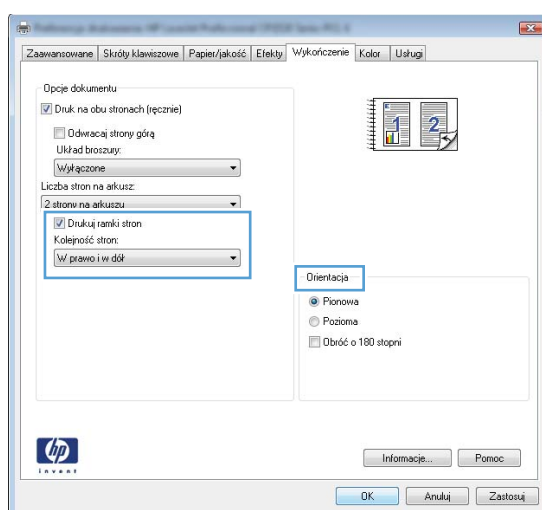 Zaawansowane Skróty klawiszowe Papier/jakość Efekty Wykończenie Kolor Usługi
Opcje dokumentu
Druk na obu stronach (ręcznie)
Odwracaj strony górą
Układ broszury:
Wyłączone
Liczba stron na arkusz:
2 strony na arkuszu
Drukuj ramki stron
Kolejność stron:
W prawo i w dół
1 2
Orientacja
Pionowa
Pozioma
Obróć o 180 stopni
hp
invent
Informacje... Pomoc
OK Anuluj Zastosuj